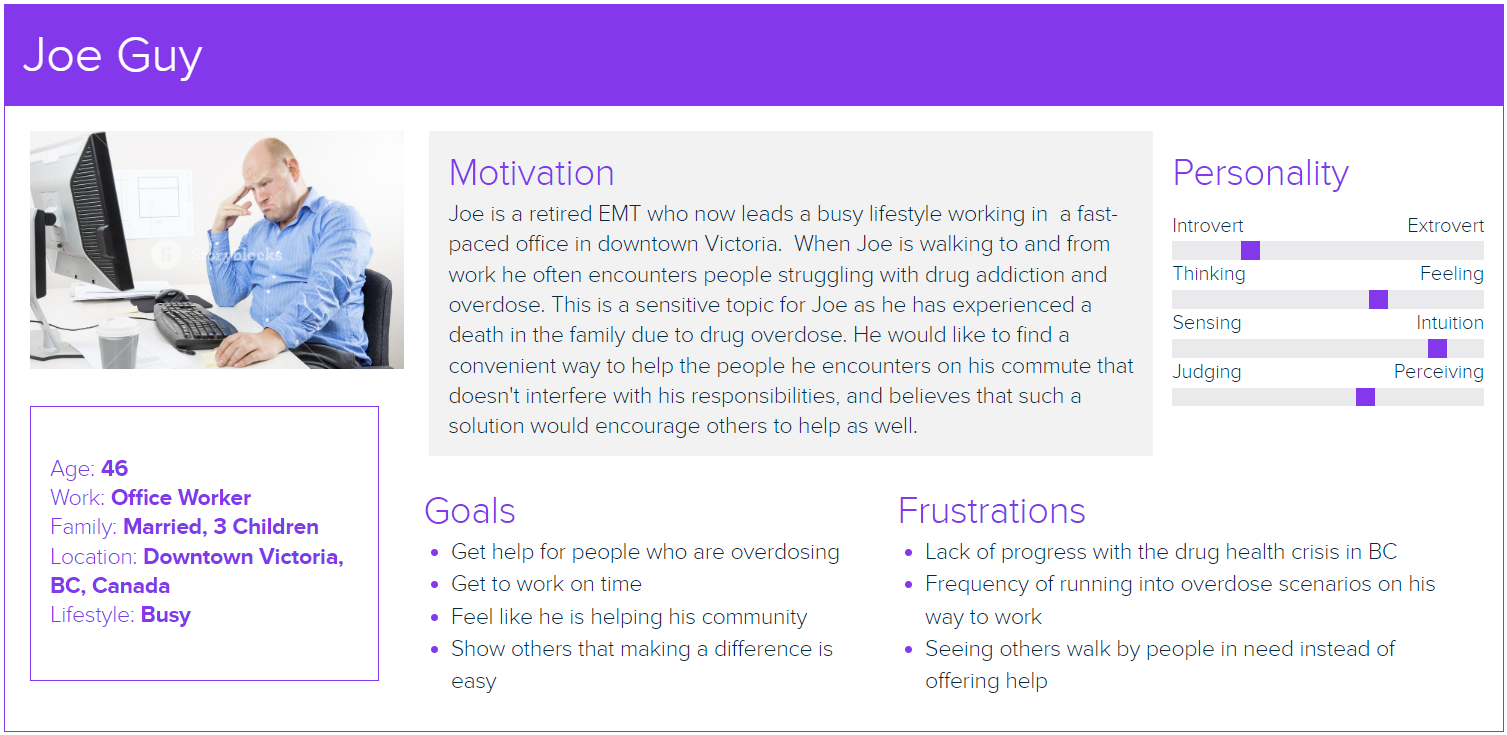 Joe Guy
Storyblocks
Motivation
Joe is a retired EMT who now leads a busy lifestyle working in  a fast-
paced office in downtown Victoria.  When Joe is walking to and from
work he often encounters people struggling with drug addiction and
overdose. This is a sensitive topic for Joe as he has experienced a
death in the family due to drug overdose. He would like to find a
convenient way to help the people he encounters on his commute that
doesn't interfere with his responsibilities, and believes that such a
solution would encourage others to help as well.
Personality
Introvert Extrovert
Thinking Feeling
Sensing Intuition
Judging Perceiving
Age: 46
Work: Office Worker
Family: Married, 3 Children
Location: Downtown Victoria,
BC, Canada
Lifestyle: Busy
Goals
• Get help for people who are overdosing
• Get to work on time
• Feel like he is helping his community
• Show others that making a difference is
easy
Frustrations
• Lack of progress with the drug health crisis in BC
• Frequency of running into overdose scenarios on his
way to work
• Seeing others walk by people in need instead of
offering help